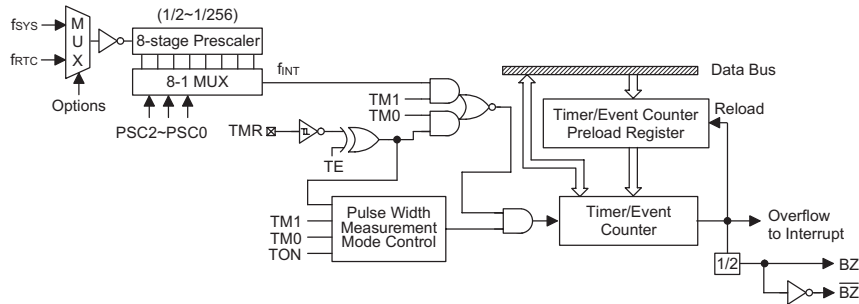 (1/2~1/256)
fSYS
M
U
X
8-stage Prescaler
fRTC
8-1 MUX
fINT
Options
PSC2~PSC0
TM1
TM0
TMR
TE
Data Bus
Timer/Event Counter
Preload Register
Reload
TM1
TM0
TON
Pulse Width
Measurement
Mode Control
Timer/Event
Counter
Overflow
to Interrupt
1/2
BZ
BZ